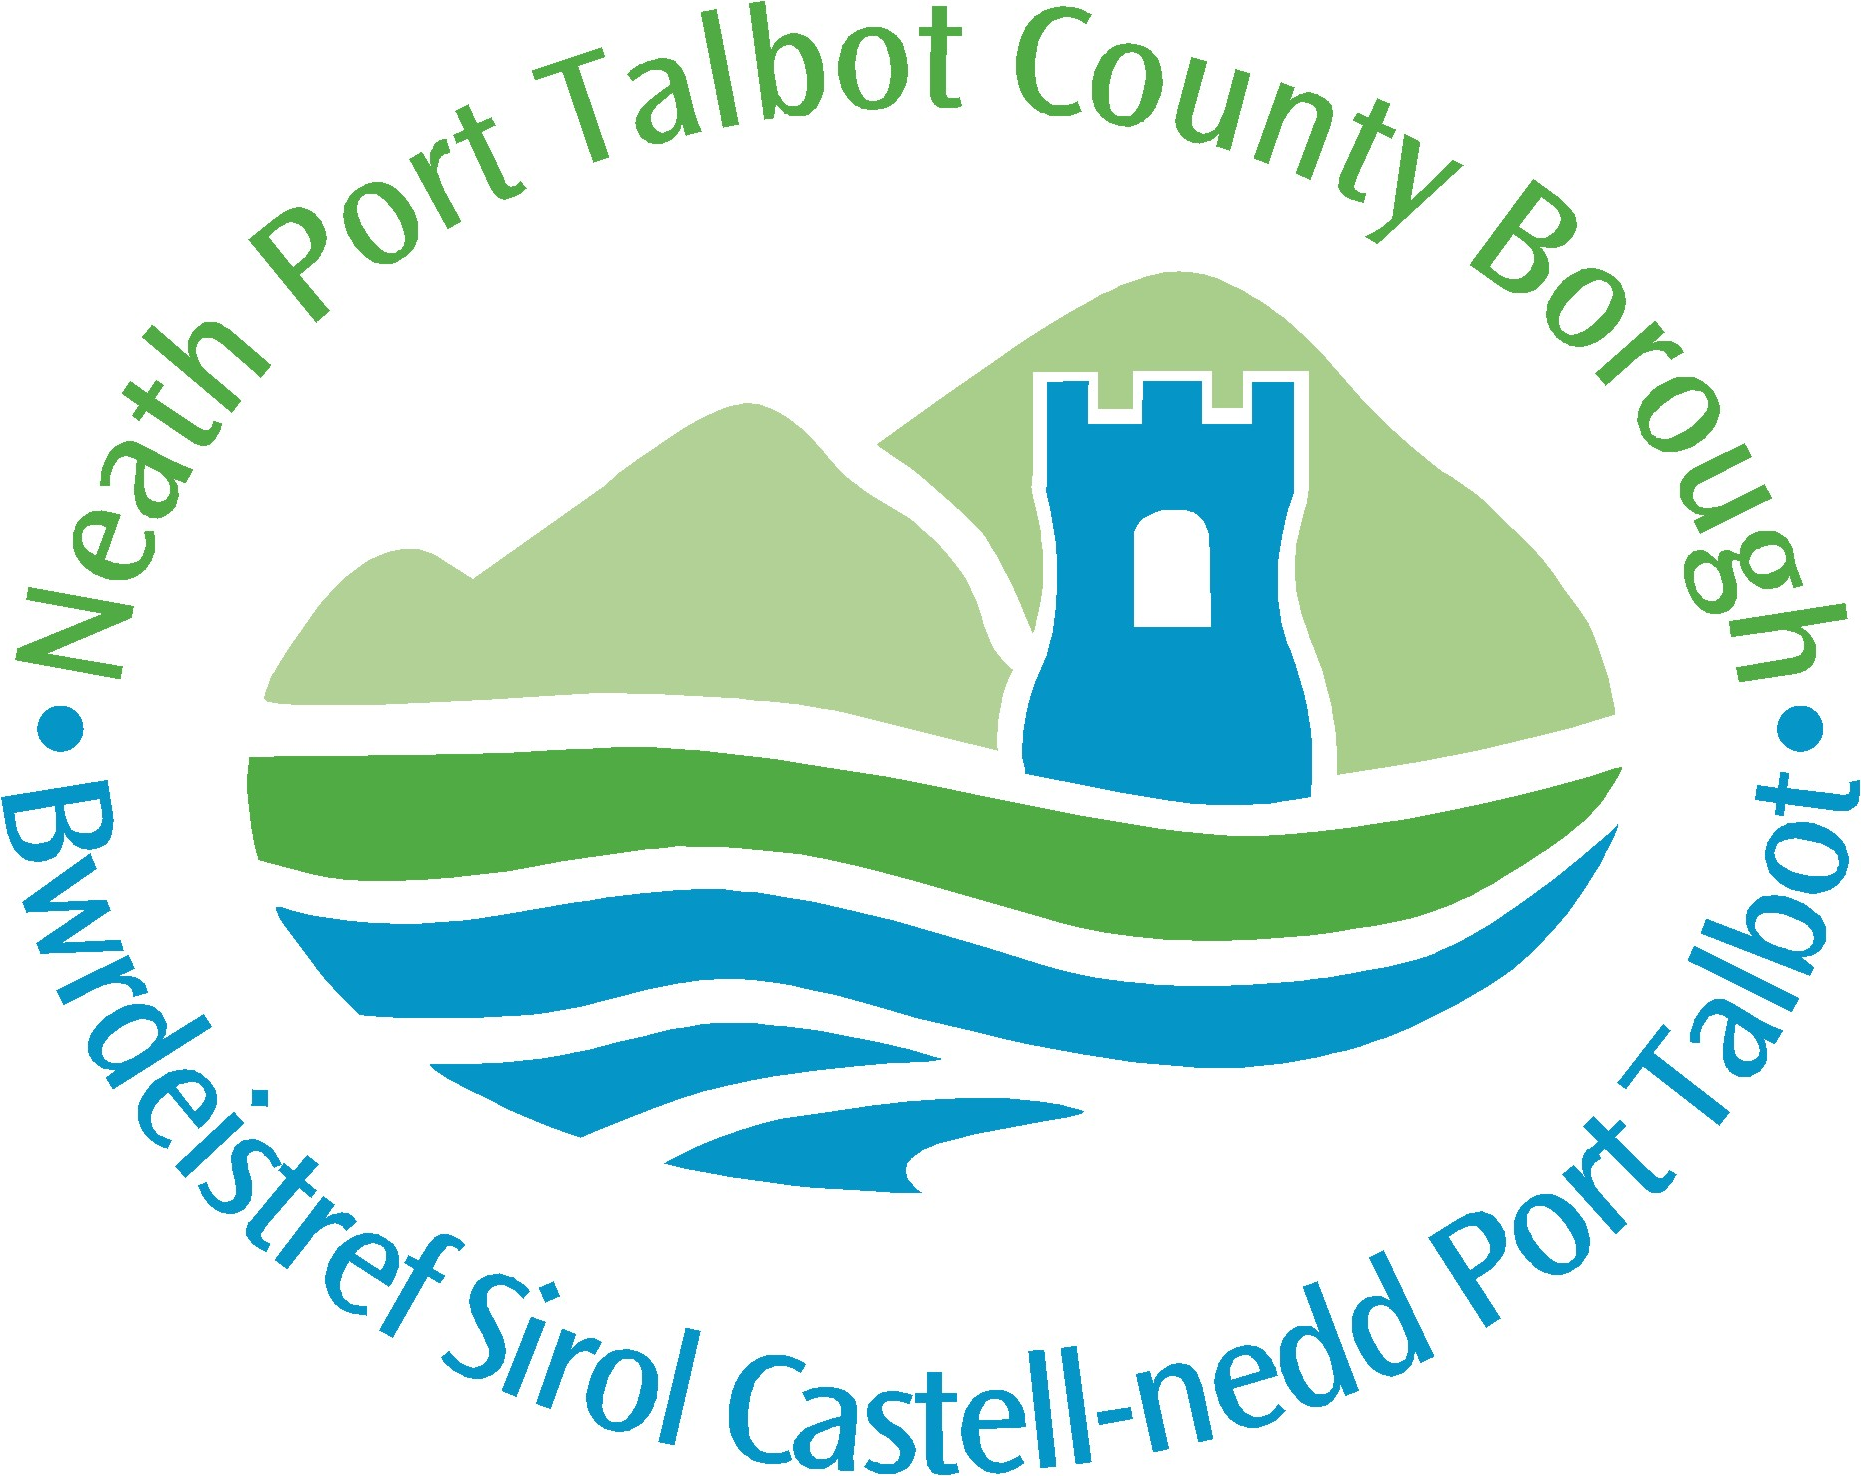 Neath Port Talbot County Borough
Bwrdeistref Sirol Castell-nedd Port Talbot